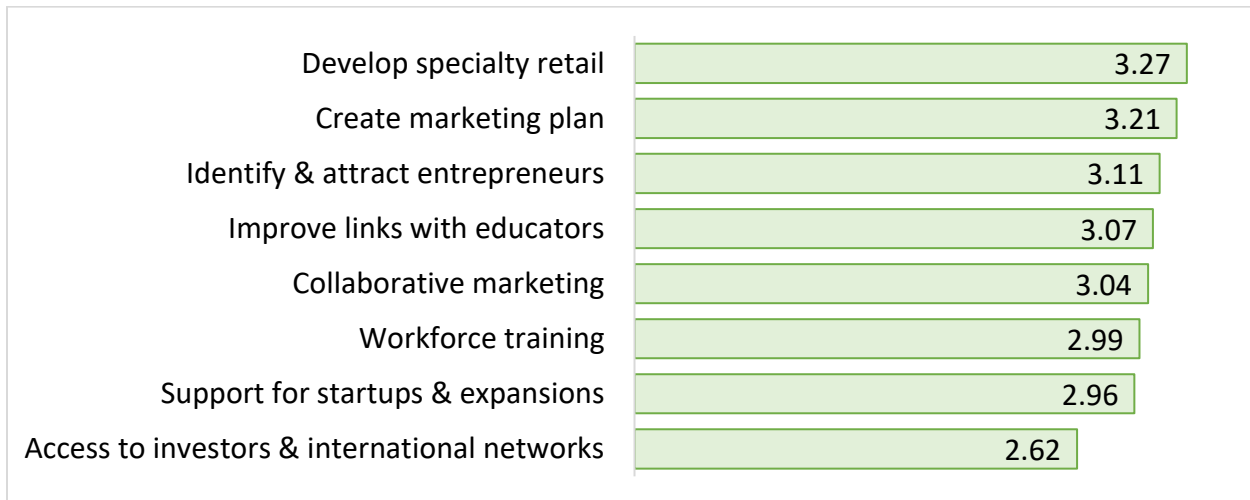 Develop specialty retail 3.27
Create marketing plan 3.21
Identify & attract entrepreneurs 3.11
Improve links with educators 3.07
Collaborative marketing 3.04
Workforce training 2.99
Support for startups & expansions 2.96
Access to investors & international networks 2.62